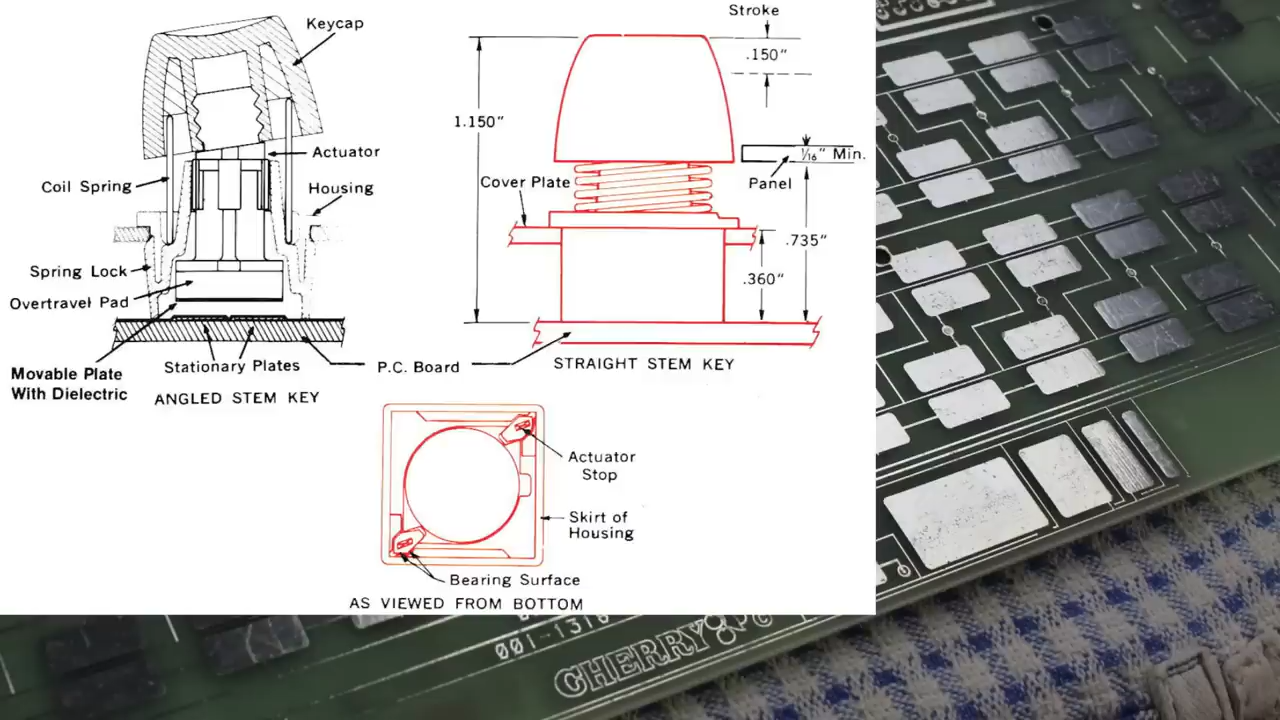 Keycap
Actuator
Coil Spring
Housing
Spring Lock
Overtravel Pad
Movable Plate
With Dielectric
Stationary Plates
ANGLED STEM KEY
P.C. Board
Stroke
.150"
1.150"
1/16" Min.
Cover Plate
Panel
.735"
.360"
STRAIGHT STEM KEY
Actuator
Stop
Skirt of
Housing
Bearing Surface
AS VIEWED FROM BOTTOM
CHERRY